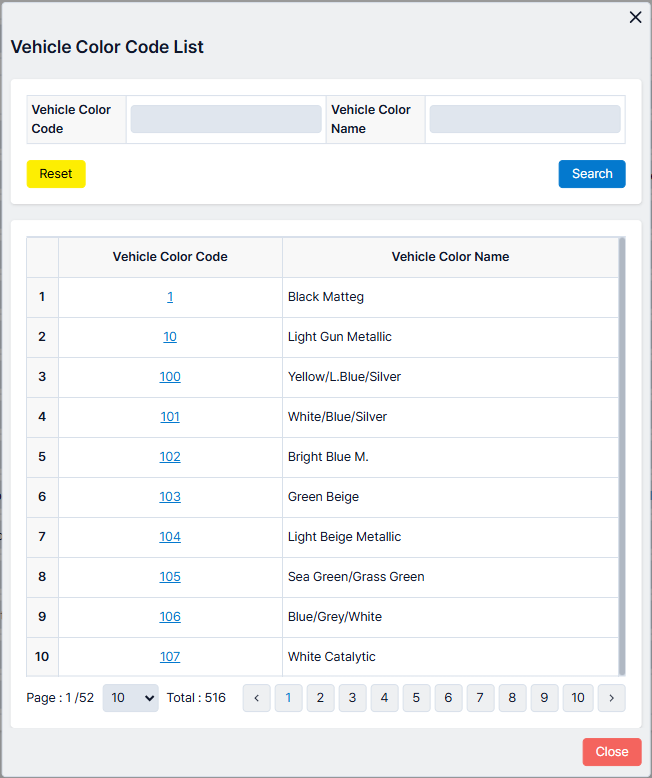 Vehicle Color Code List
Vehicle Color Code
Vehicle Color Name
Reset
Search
Vehicle Color Code Vehicle Color Name
1 1 Black Matteg
2 10 Light Gun Metallic
3 100 Yellow/L.Blue/Silver
4 101 White/Blue/Silver
5 102 Bright Blue M.
6 103 Green Beige
7 104 Light Beige Metallic
8 105 Sea Green/Grass Green
9 106 Blue/Grey/White
10 107 White Catalytic
Page : 1 /52 10 Total : 516 1 2 3 4 5 6 7 8 9 10
Close